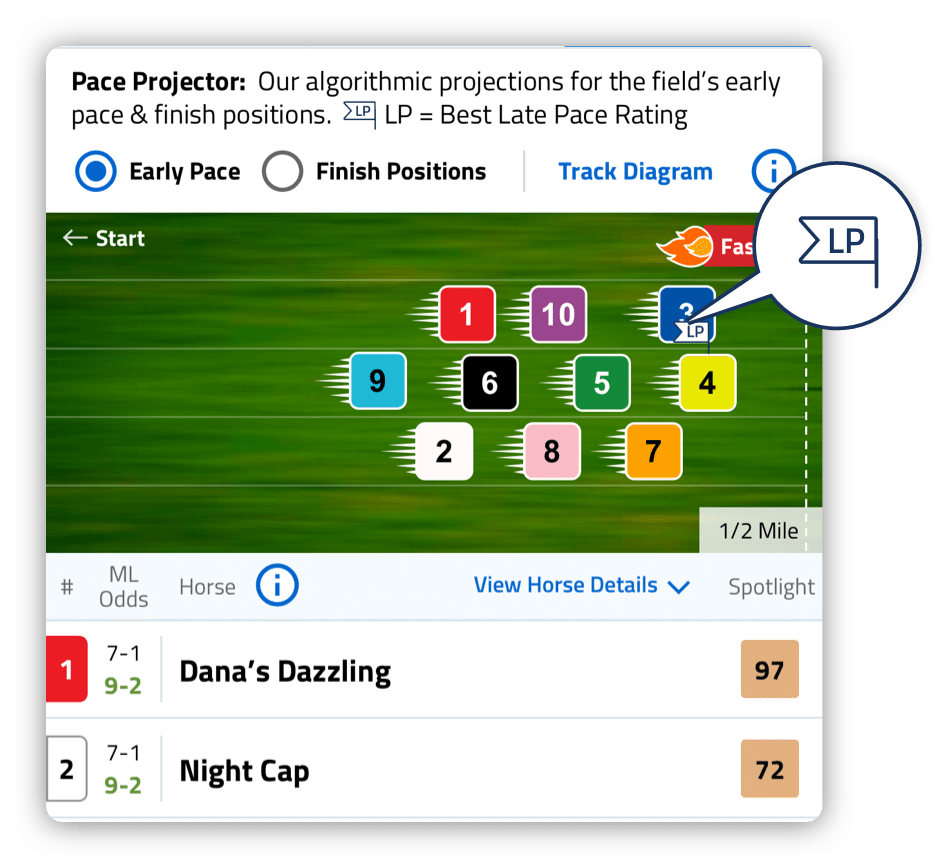 Pace Projector: Our algorithmic projections for the field's early
pace & finish positions. LP LP = Best Late Pace Rating
Early Pace Finish Positions Track Diagram i
← Start
Fas
LP
1 10 3
LP
9 6 5 4
2 8 7
1/2 Mile
# ML Odds Horse i View Horse Details Spotlight
1 7-1 Dana's Dazzling 97
9-2
2 7-1 Night Cap 72
9-2